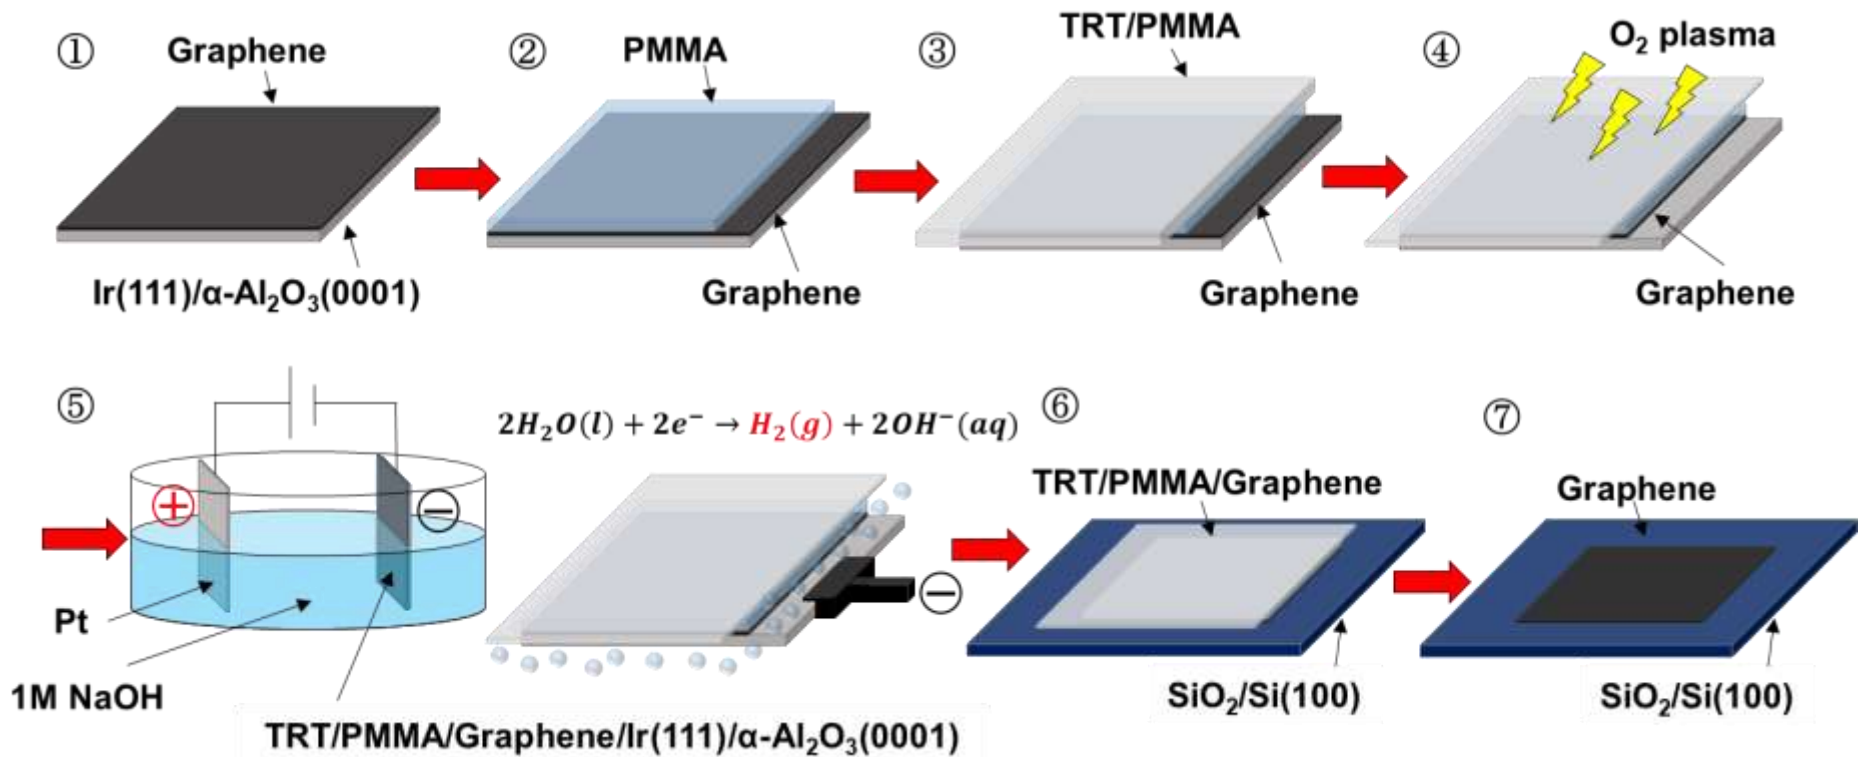 ①
Graphene
Ir(111)/α-Al₂O₃(0001)
②
PMMA
Graphene
③
TRT/PMMA
Graphene
④
O₂ plasma
Graphene
⑤
+
−
Pt
1M NaOH
TRT/PMMA/Graphene/Ir(111)/α-Al₂O₃(0001)
2H₂O(l) + 2e⁻ → H₂(g) + 2OH⁻(aq)
−
⑥
TRT/PMMA/Graphene
SiO₂/Si(100)
⑦
Graphene
SiO₂/Si(100)